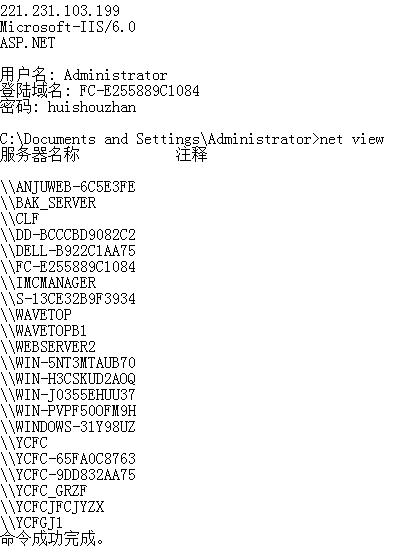 221.231.103.199
Microsoft-IIS/6.0
ASP.NET
用户名: Administrator
登陆域名: FC-E255889C1084
密码: huishouzhan
C:\Documents and Settings\Administrator>net view
服务器名称 注释
\\ANJUWEB-6C5E3FE
\\BAK_SERVER
\\CLF
\\DD-BCCCBD9082C2
\\DELL-B922C1AA75
\\FC-E255889C1084
\\IMCMANAGER
\\S-13CE32B9F3934
\\WAVETOP
\\WAVETOPB1
\\WEBSERVER2
\\WIN-5NT3MTAUB70
\\WIN-H3CSKUD2AOQ
\\WIN-J0355EHUU37
\\WIN-PVPF50OFM9H
\\WINDOWS-31Y98UZ
\\YCFC
\\YCFC-65FA0C8763
\\YCFC-9DD832AA75
\\YCFC_GRZF
\\YCFCJFCJYZX
\\YCFGJ1
命令成功完成。